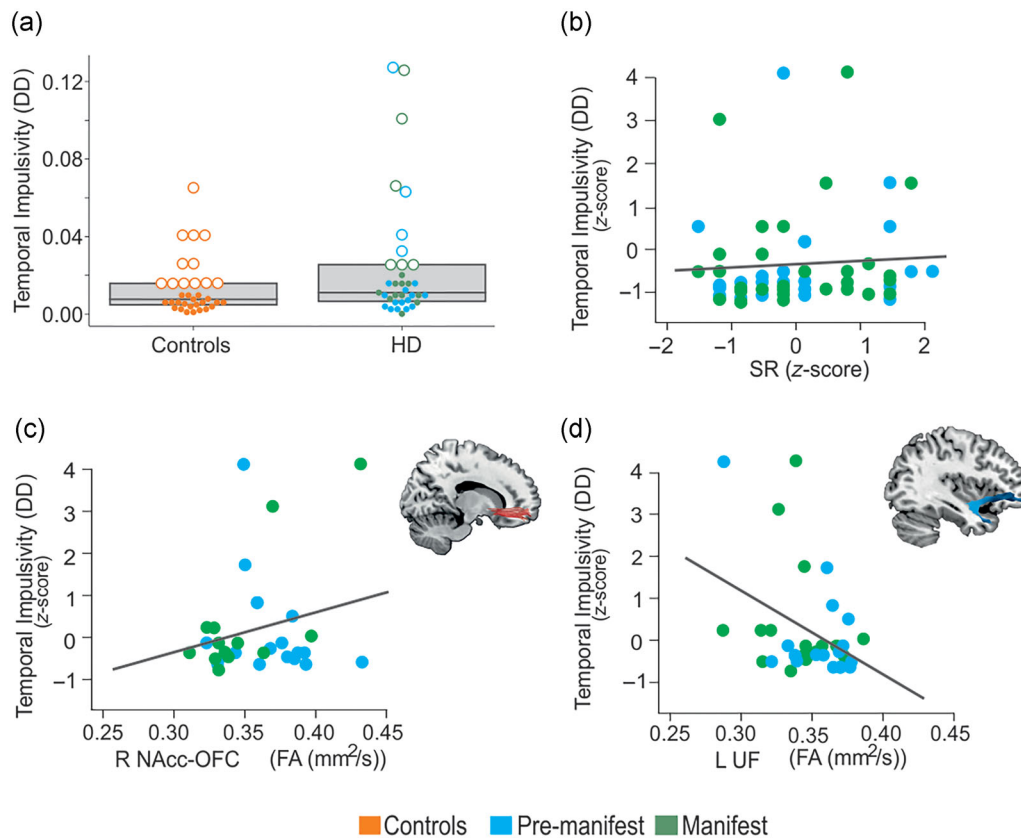 (a)
Temporal Impulsivity (DD)
0.12
0.08
0.04
0.00
Controls
HD
(b)
Temporal Impulsivity (DD)
(z-score)
4
3
2
1
0
−1
−2
−1
0
1
2
SR (z-score)
(c)
Temporal Impulsivity (DD)
(z-score)
4
3
2
1
0
−1
0.25
0.30
0.35
0.40
0.45
R NAcc-OFC (FA (mm²/s))
(d)
Temporal Impulsivity (DD)
(z-score)
4
3
2
1
0
−1
0.25
0.30
0.35
0.40
0.45
L UF (FA (mm²/s))
Controls Pre-manifest Manifest